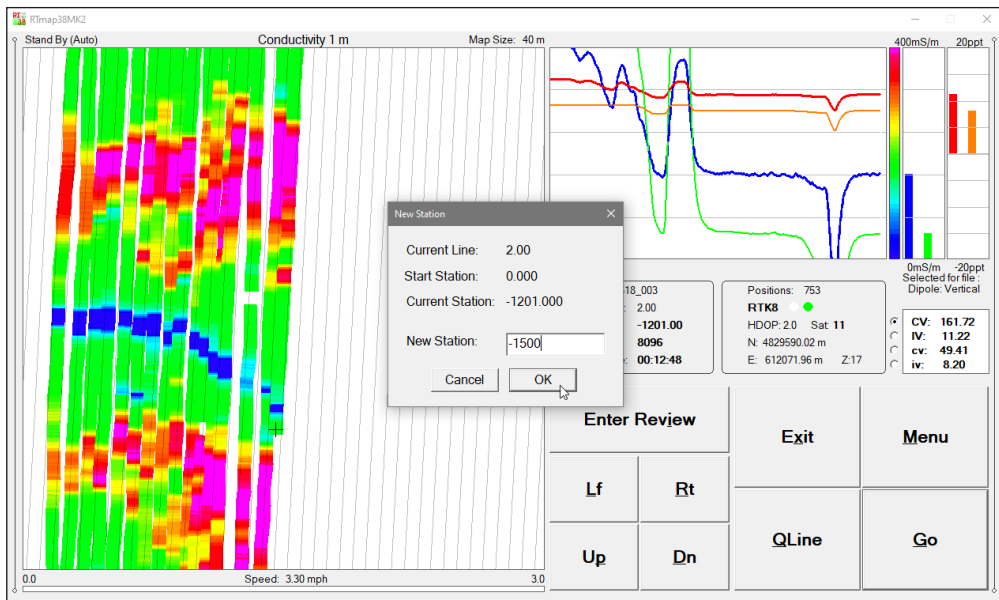 RT 38 RTmap38MK2
Stand By (Auto) Conductivity 1 m Map Size: 40 m
400mS/m 20ppt
0mS/m -20ppt
Selected for file :
Dipole: Vertical
New Station
Current Line: 2.00
Start Station: 0.000
Current Station: -1201.000
New Station: -1500
Cancel OK
18_003
2.00
-1201.00
8096
00:12:48
Positions: 753
RTK8
HDOP: 2.0 Sat: 11
N: 4829590.02 m
E: 612071.96 m Z:17
CV: 161.72
IV: 11.22
cv: 49.41
iv: 8.20
Enter Review
Exit
Menu
Lf
Rt
Up
Dn
QLine
Go
0.0 Speed: 3.30 mph 3.0